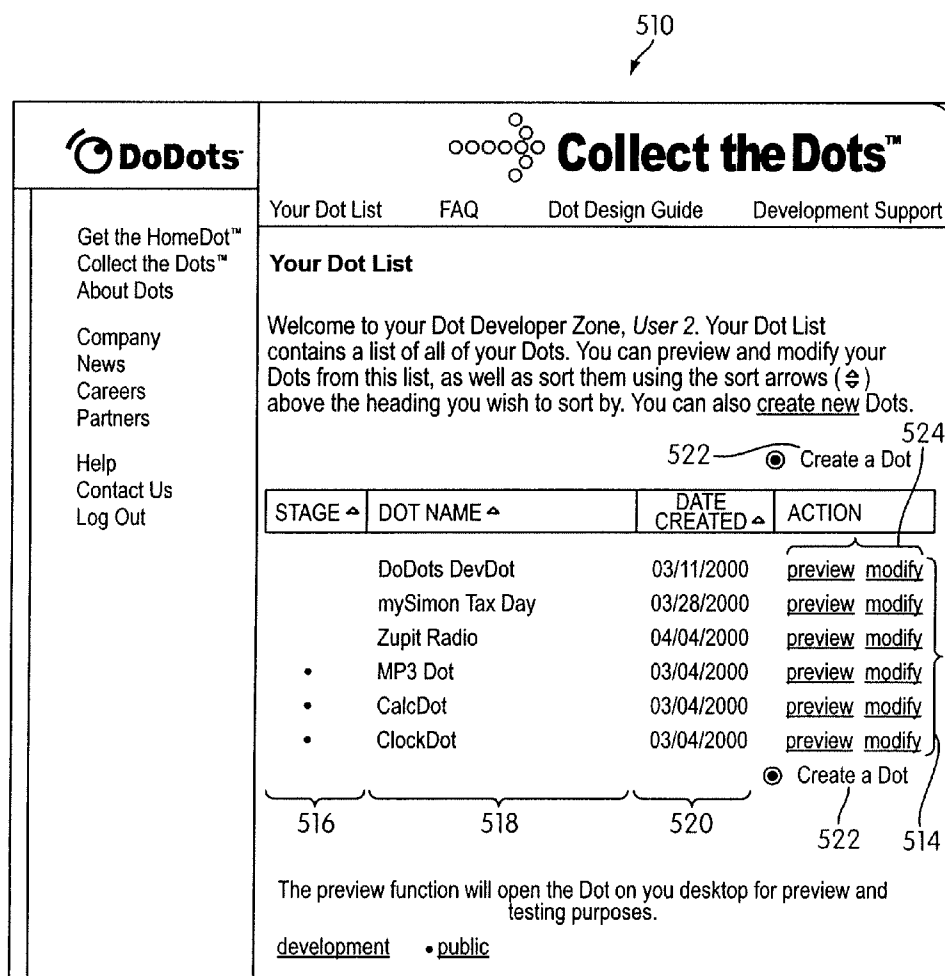 510
DoDots
Collect the Dots™
Your Dot List FAQ Dot Design Guide Development Support
Get the HomeDot™
Collect the Dots™
About Dots
Company
News
Careers
Partners
Help
Contact Us
Log Out
Your Dot List
Welcome to your Dot Developer Zone, User 2. Your Dot List
contains a list of all of your Dots. You can preview and modify your
Dots from this list, as well as sort them using the sort arrows ( )
above the heading you wish to sort by. You can also create new Dots.
522 Create a Dot 524
STAGE DOT NAME DATE CREATED ACTION
DoDots DevDot 03/11/2000 preview modify
mySimon Tax Day 03/28/2000 preview modify
Zupit Radio 04/04/2000 preview modify
• MP3 Dot 03/04/2000 preview modify
• CalcDot 03/04/2000 preview modify
• ClockDot 03/04/2000 preview modify
Create a Dot
516 518 520 522 514
The preview function will open the Dot on you desktop for preview and
testing purposes.
development • public